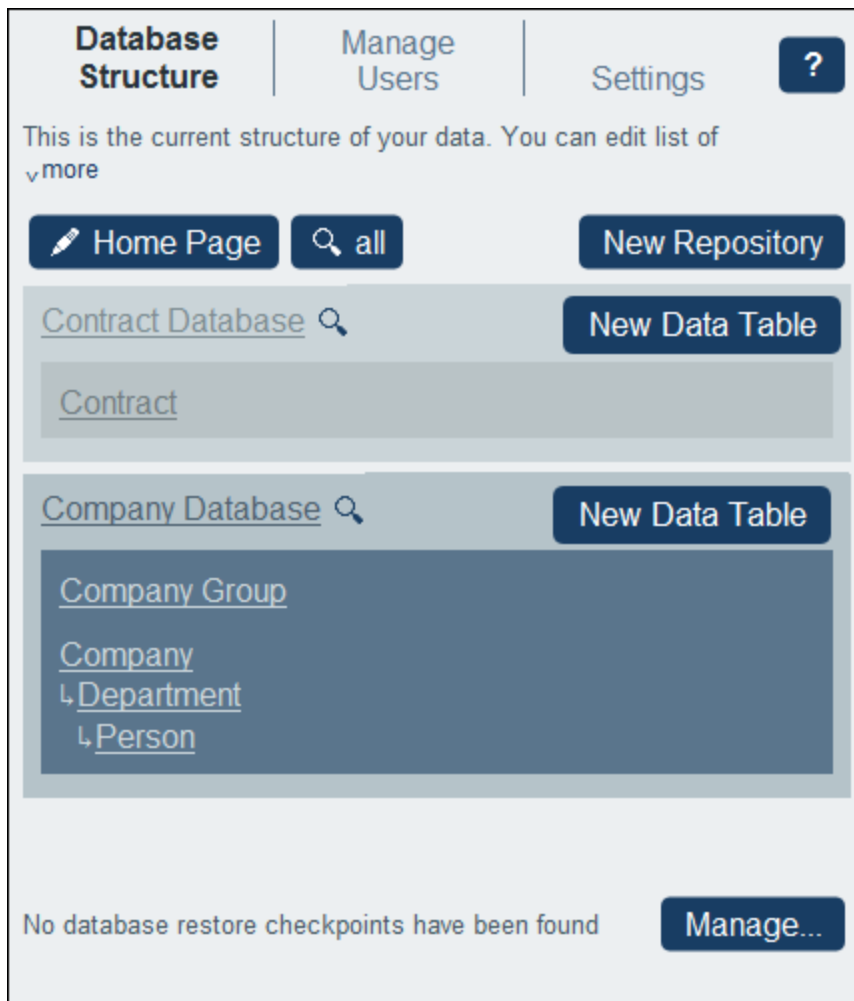 Database
Structure
Manage
Users
Settings
?
This is the current structure of your data. You can edit list of
˅more
Home Page
all
New Repository
Contract Database
New Data Table
Contract
Company Database
New Data Table
Company Group
Company
↳Department
↳Person
No database restore checkpoints have been found
Manage...